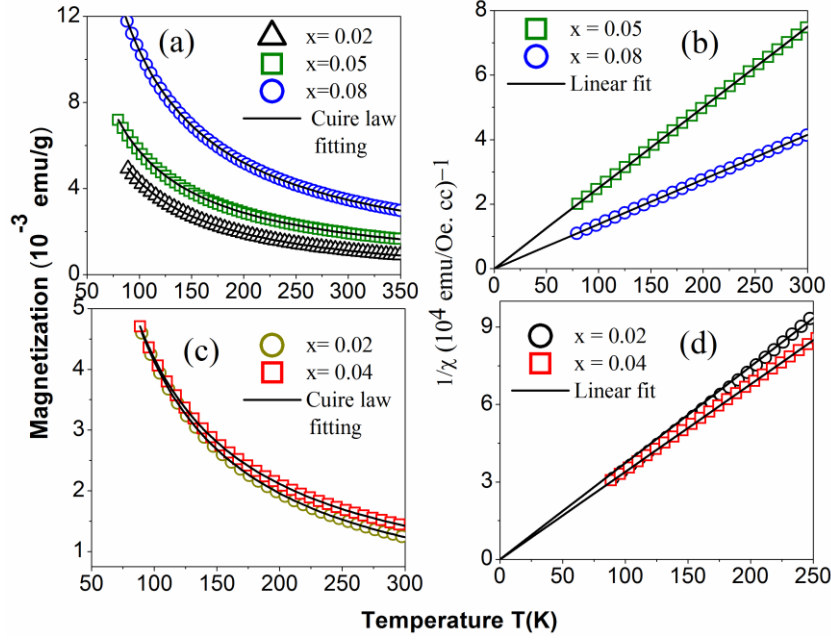 Magnetization (10⁻³ emu/g)
12
9
6
3
0
50 100 150 200 250 300 350
(a)
x= 0.02
x=0.05
x=0.08
Cuire law
fitting
8
6
4
2
0
0 50 100 150 200 250 300
(b)
x = 0.05
x = 0.08
Linear fit
5
4
3
2
1
50 100 150 200 250 300
(c)
x= 0.02
x= 0.04
Cuire law
fitting
1/χ (10⁴ emu/Oe. cc)⁻¹
9
6
3
0
0 50 100 150 200 250
(d)
x = 0.02
x = 0.04
Linear fit
Temperature T(K)